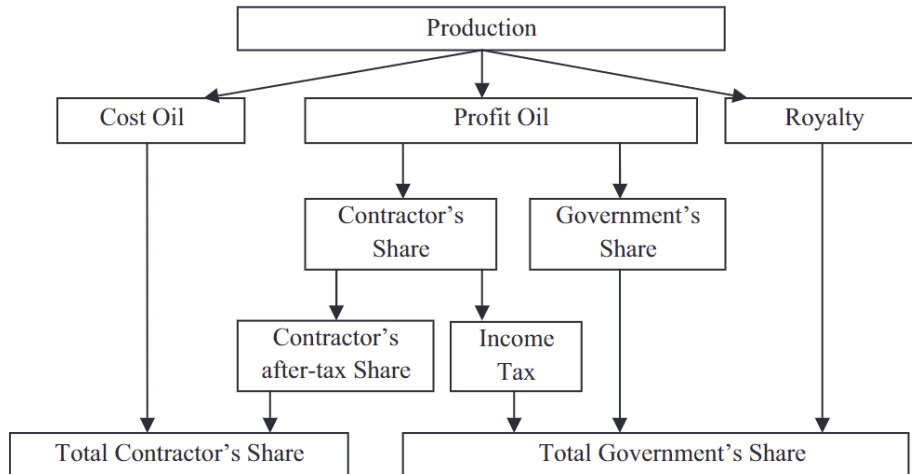 Production
Cost Oil
Profit Oil
Royalty
Contractor’s
Share
Government’s
Share
Contractor’s
after-tax Share
Income
Tax
Total Contractor’s Share
Total Government’s Share